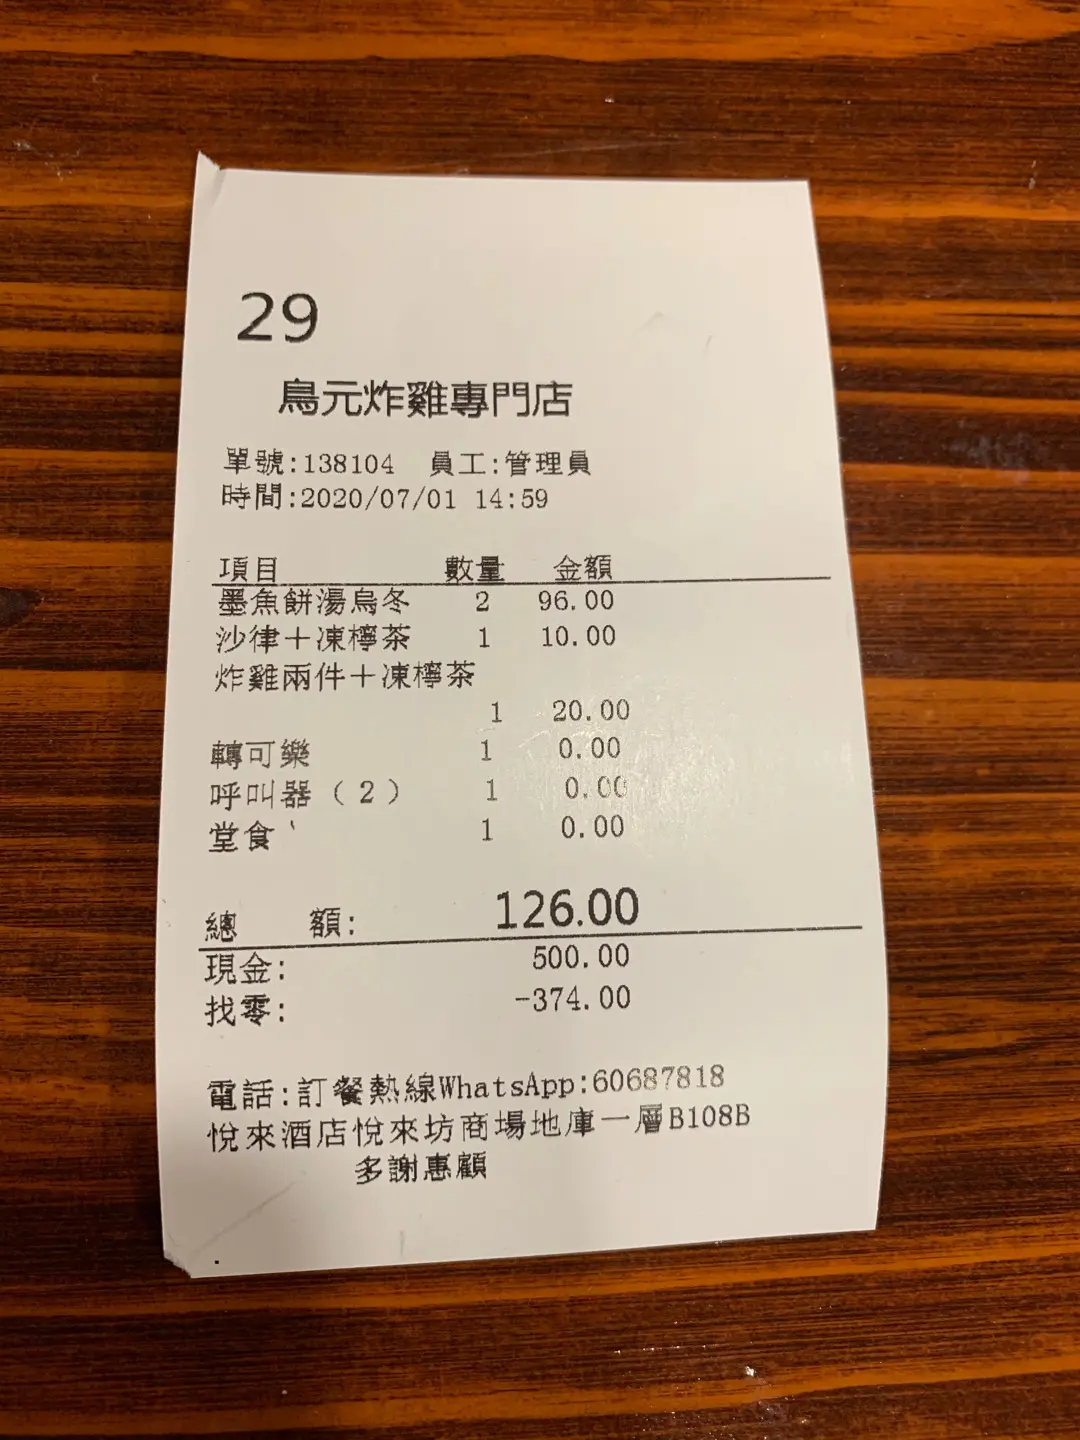 29
鳥元炸雞專門店
單號:138104 員工:管理員
時間:2020/07/01 14:59
項目 數量 金額
墨魚餅湯烏冬 2 96.00
沙律＋凍檸茶 1 10.00
炸雞兩件＋凍檸茶
1 20.00
轉可樂 1 0.00
呼叫器（2） 1 0.00
堂食、 1 0.00
總 額: 126.00
現金: 500.00
找零: -374.00
電話:訂餐熱線WhatsApp:60687818
悅來酒店悅來坊商場地庫一層B108B
多謝惠顧